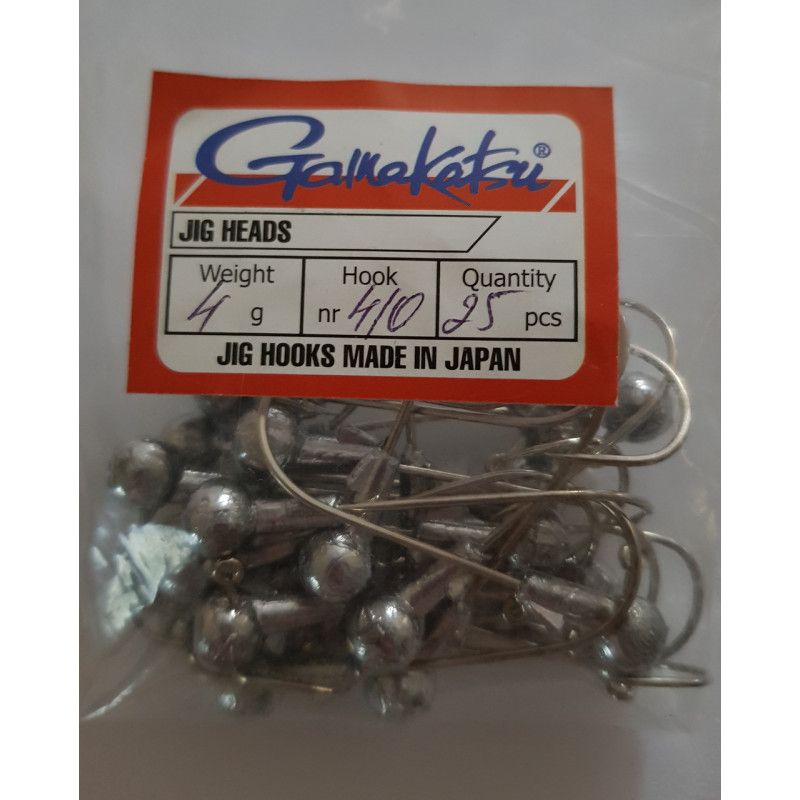 Gamakatsu®
JIG HEADS
Weight Hook Quantity
4 g nr 4/0 25 pcs
JIG HOOKS MADE IN JAPAN